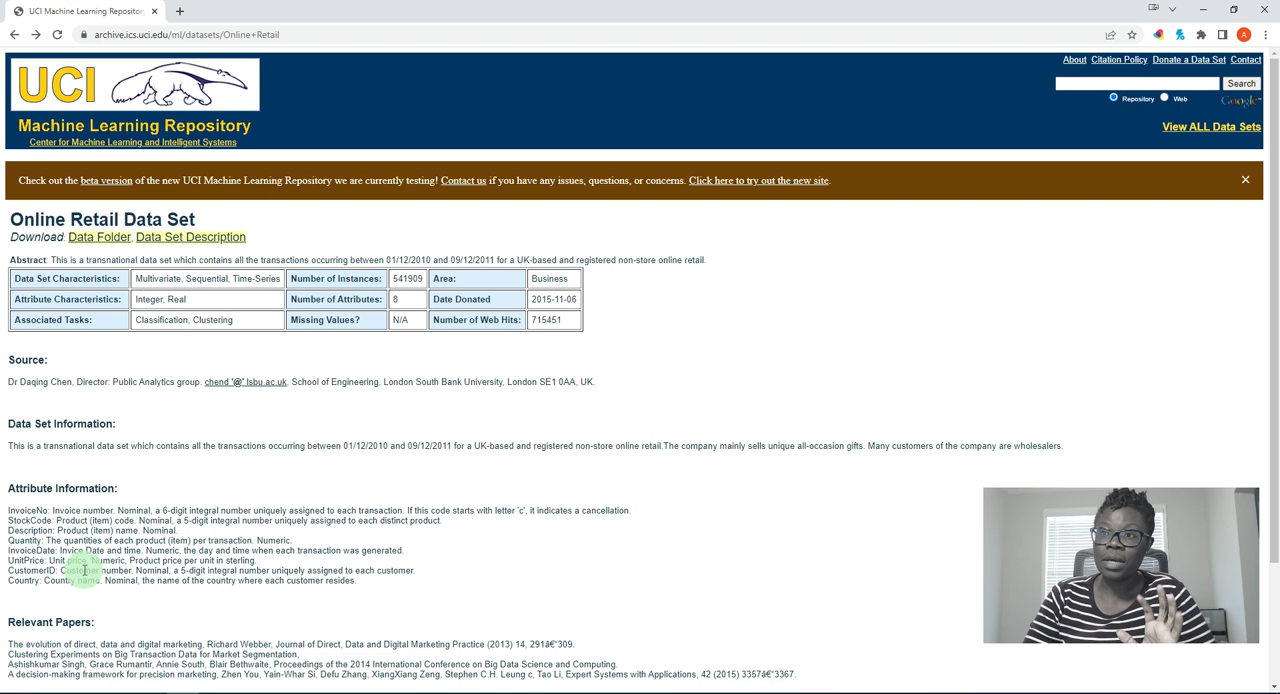 UCI Machine Learning Repository
archive.ics.uci.edu/ml/datasets/Online+Retail
A
UCI
Machine Learning Repository
Center for Machine Learning and Intelligent Systems
About Citation Policy Donate a Data Set Contact
Search
Repository Web
Google
View ALL Data Sets
Check out the beta version of the new UCI Machine Learning Repository we are currently testing! Contact us if you have any issues, questions, or concerns. Click here to try out the new site.
Online Retail Data Set
Download: Data Folder, Data Set Description
Abstract: This is a transnational data set which contains all the transactions occurring between 01/12/2010 and 09/12/2011 for a UK-based and registered non-store online retail.
Data Set Characteristics: Multivariate, Sequential, Time-Series Number of Instances: 541909 Area: Business
Attribute Characteristics: Integer, Real Number of Attributes: 8 Date Donated 2015-11-06
Associated Tasks: Classification, Clustering Missing Values? N/A Number of Web Hits: 715451
Source:
Dr Daqing Chen, Director: Public Analytics group. chend '@' lsbu.ac.uk, School of Engineering, London South Bank University, London SE1 0AA, UK.
Data Set Information:
This is a transnational data set which contains all the transactions occurring between 01/12/2010 and 09/12/2011 for a UK-based and registered non-store online retail.The company mainly sells unique all-occasion gifts. Many customers of the company are wholesalers.
Attribute Information:
InvoiceNo: Invoice number. Nominal, a 6-digit integral number uniquely assigned to each transaction. If this code starts with letter 'c', it indicates a cancellation.
StockCode: Product (item) code. Nominal, a 5-digit integral number uniquely assigned to each distinct product.
Description: Product (item) name. Nominal.
Quantity: The quantities of each product (item) per transaction. Numeric.
InvoiceDate: Invice Date and time. Numeric, the day and time when each transaction was generated.
UnitPrice: Unit price. Numeric, Product price per unit in sterling.
CustomerID: Customer number. Nominal, a 5-digit integral number uniquely assigned to each customer.
Country: Country name. Nominal, the name of the country where each customer resides.
Relevant Papers:
The evolution of direct, data and digital marketing, Richard Webber, Journal of Direct, Data and Digital Marketing Practice (2013) 14, 291â€“309.
Clustering Experiments on Big Transaction Data for Market Segmentation,
Ashishkumar Singh, Grace Rumantir, Annie South, Blair Bethwaite, Proceedings of the 2014 International Conference on Big Data Science and Computing.
A decision-making framework for precision marketing, Zhen You, Yain-Whar Si, Defu Zhang, XiangXiang Zeng, Stephen C.H. Leung c, Tao Li, Expert Systems with Applications, 42 (2015) 3357â€“3367.